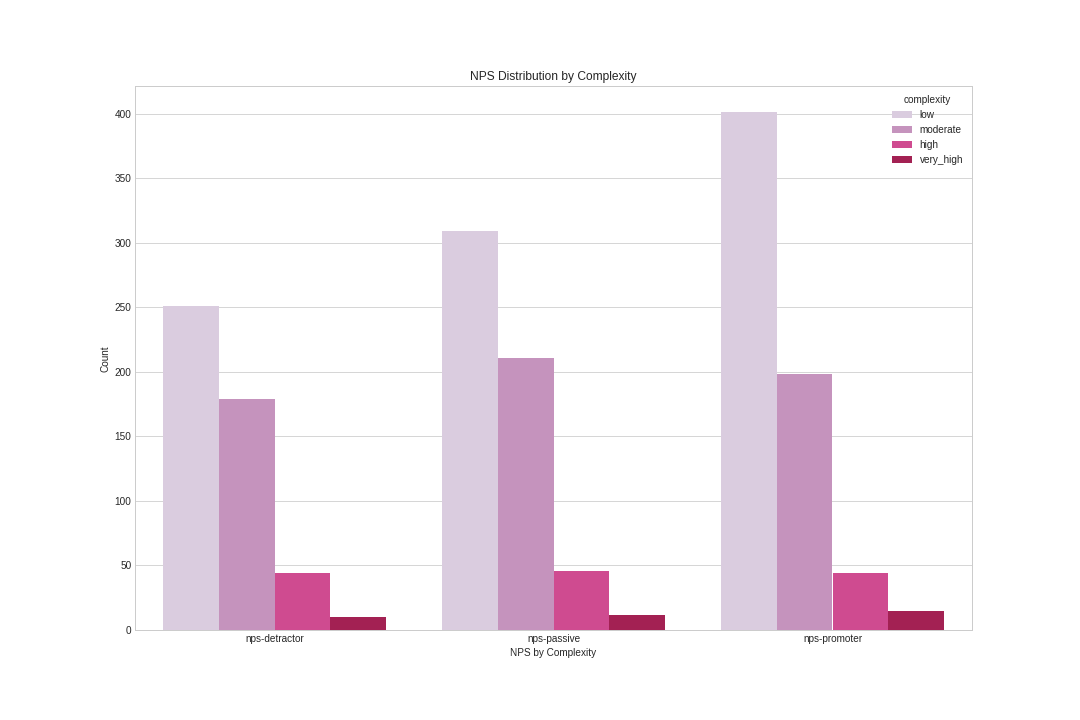 NPS Distribution by Complexity
complexity
low
moderate
high
very_high
400
350
300
250
200
150
100
50
0
Count
nps-detractor
nps-passive
nps-promoter
NPS by Complexity